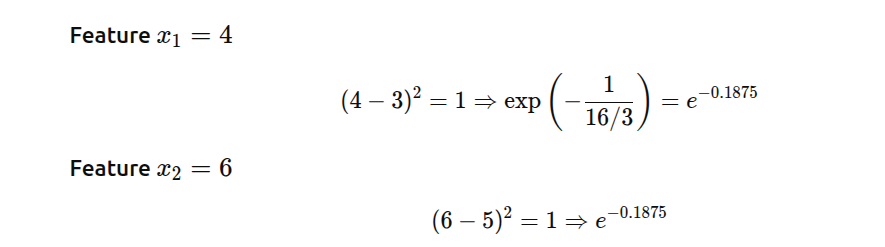 Feature x₁ = 4
(4 − 3)² = 1 ⇒ exp(−1/(16/3)) = e^−0.1875
Feature x₂ = 6
(6 − 5)² = 1 ⇒ e^−0.1875